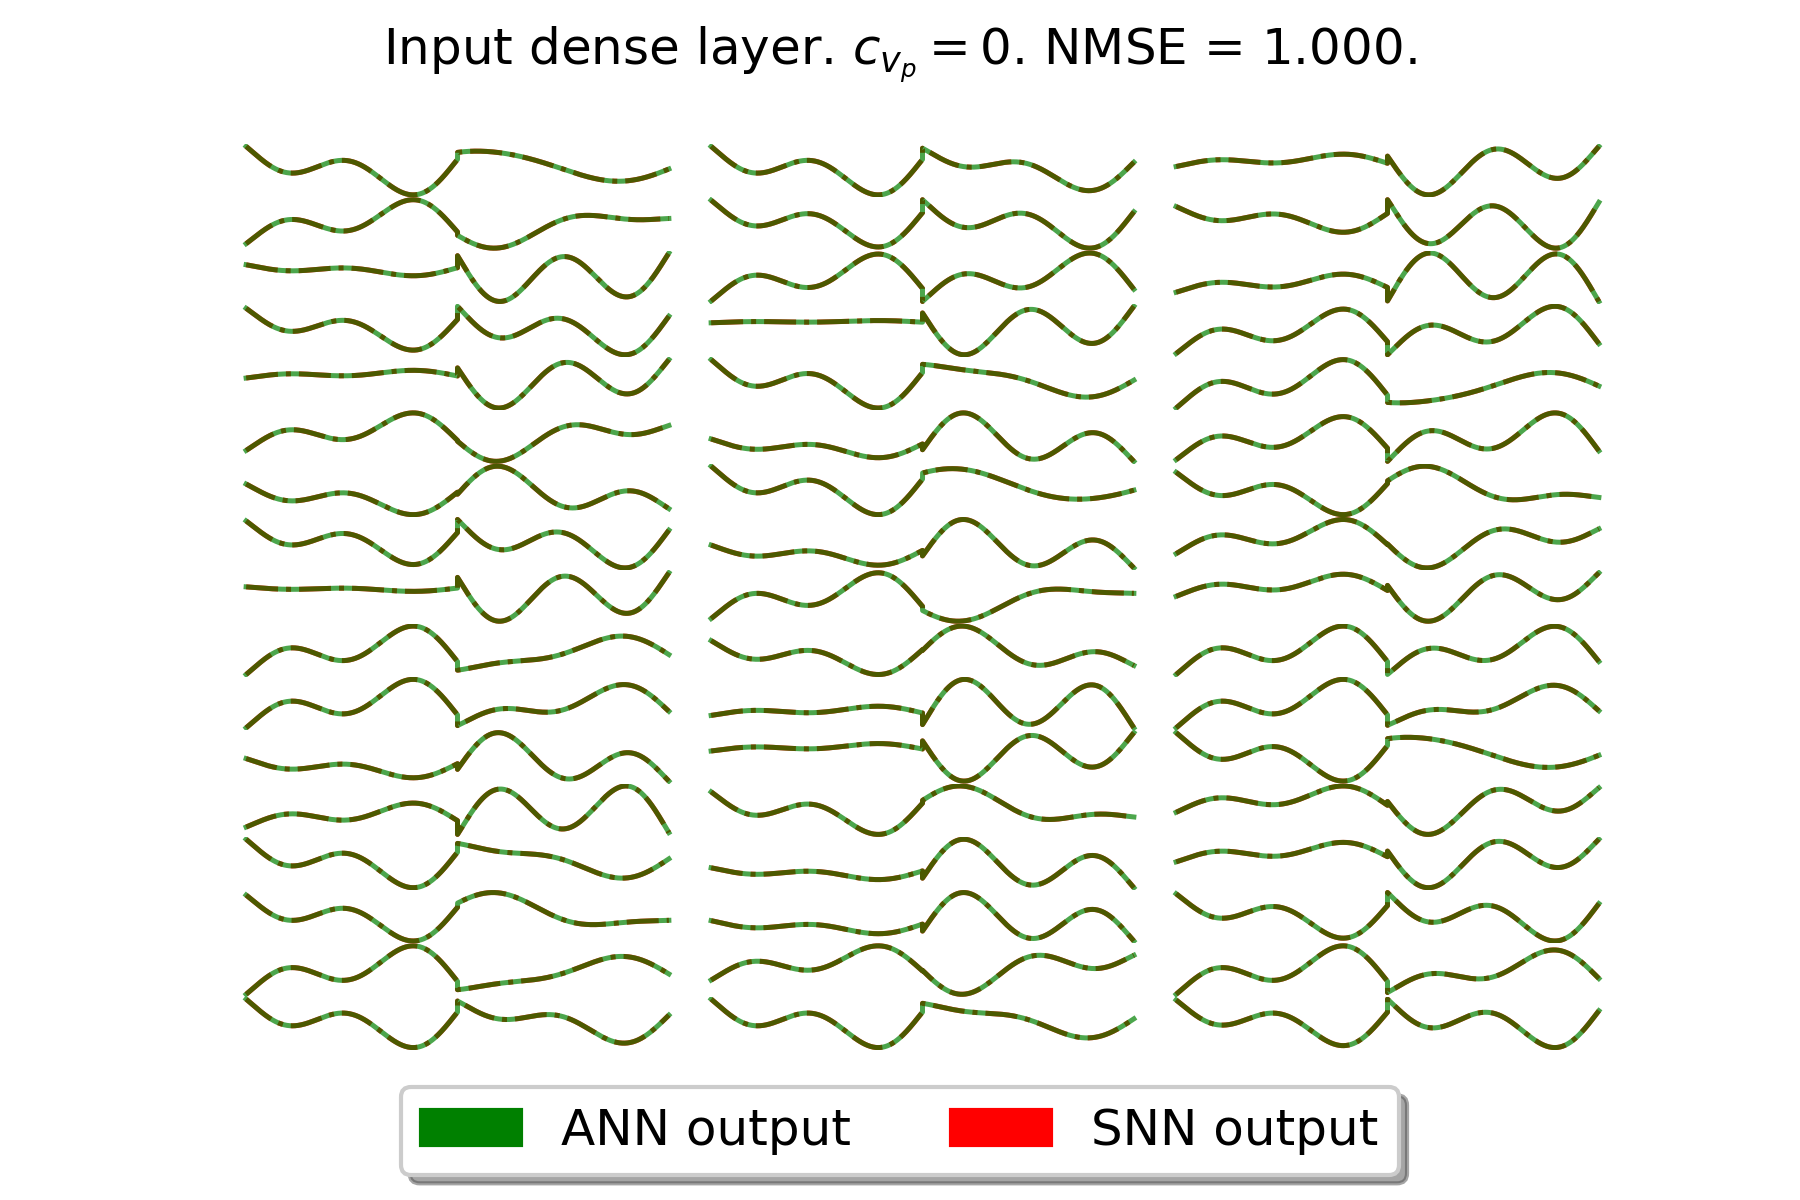 Input dense layer. $c_{v_p} = 0$. NMSE = 1.000.
ANN output
SNN output